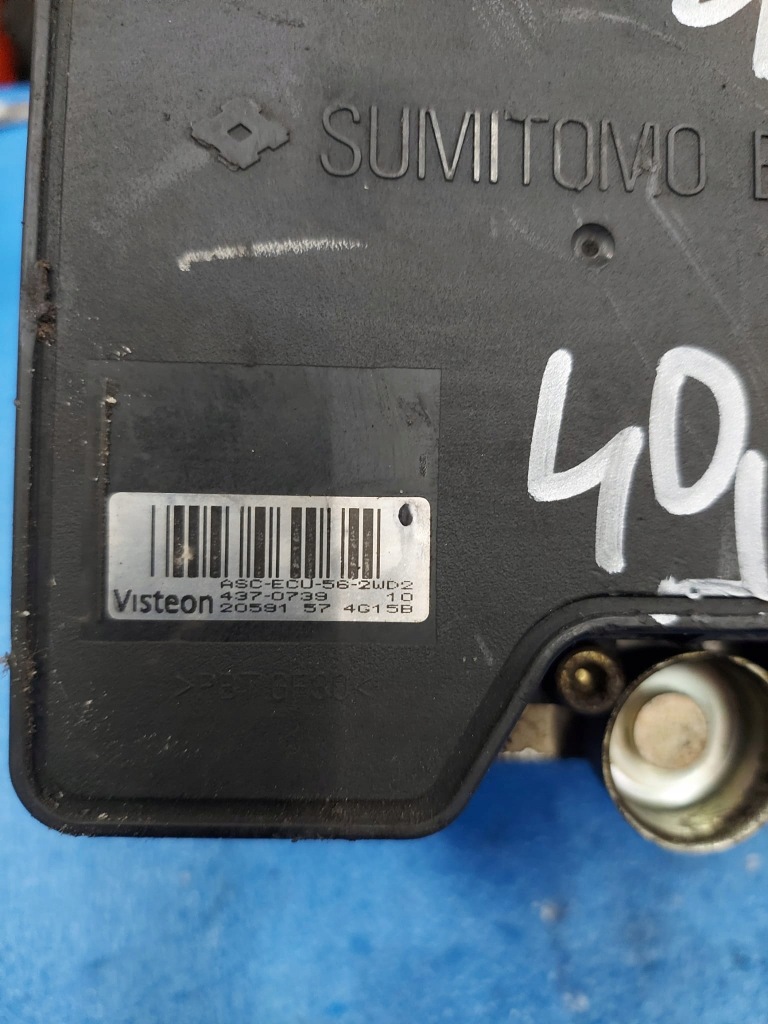 SUMITOMO
40
ASC-ECU-56-2WD2
Visteon 437-0739 10
20591 57 4G15B